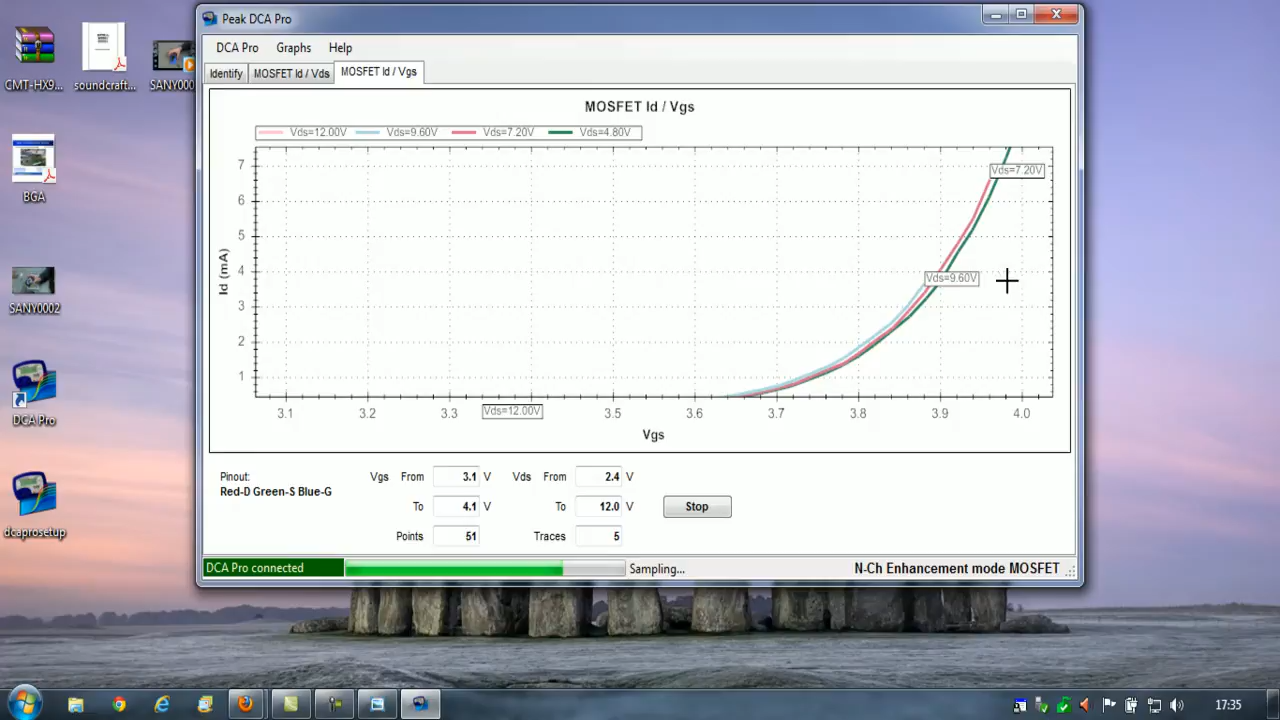 Peak DCA Pro
DCA Pro Graphs Help
Identify MOSFET Id / Vds MOSFET Id / Vgs
MOSFET Id / Vgs
Vds=12.00V Vds=9.60V Vds=7.20V Vds=4.80V
7
6
5
4
3
2
1
Id (mA)
Vds=7.20V
Vds=9.60V
Vds=12.00V
3.1 3.2 3.3 3.5 3.6 3.7 3.8 3.9 4.0
Vgs
Pinout:
Red-D Green-S Blue-G
Vgs From 3.1 V Vds From 2.4 V
To 4.1 V To 12.0 V
Stop
Points 51 Traces 5
DCA Pro connected Sampling... N-Ch Enhancement mode MOSFET
CMT-HX9...
soundcraft...
SANY000
BGA
SANY0002
DCA Pro
dcaprosetup
17:35